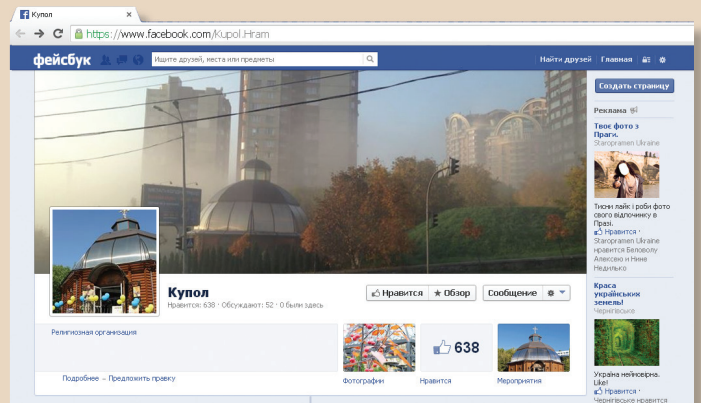 Купол
https://www.facebook.com/Kupol.Hram
фейсбук
Ищите друзей, места или предметы
Найти друзей
Главная
Создать страницу
Реклама
Твоє фото з
Праги.
Staropramen Ukraine
Тисни лайк і роби фото
свого відпочинку в
Празі.
Нравится ·
Staropramen Ukraine
нравится Беловолу
Алексею и Нине
Недилько
Купол
Нравится: 638 · Обсуждают: 52 · 0 были здесь
Нравится
★ Обзор
Сообщение
Религиозная организация
Подробнее – Предложить правку
638
Фотографии
Нравится
Мероприятия
Краса
українських
земель!
Чернігівське
Україна неймовірна.
Like!
Нравится ·
Чернігівське нравится